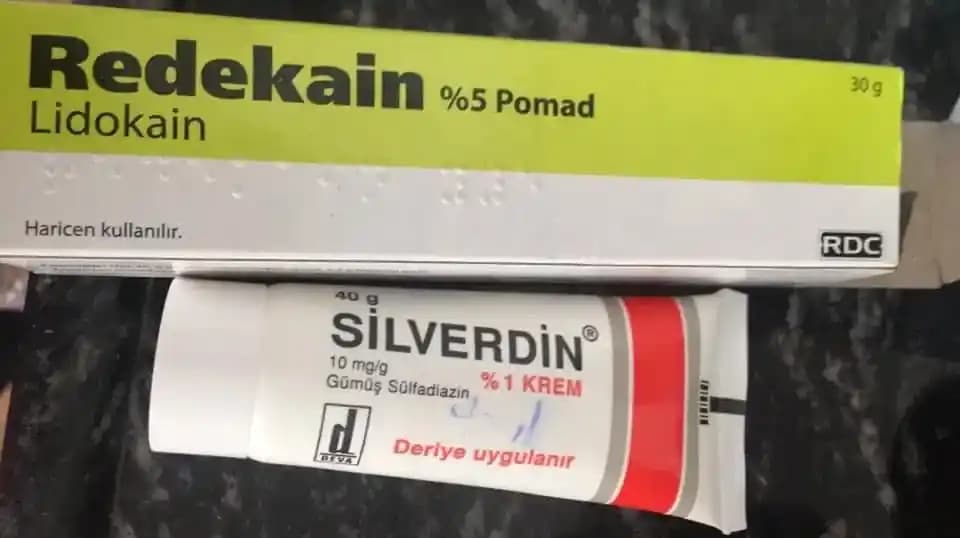 Redekain %5 Pomad
30 g
Lidokain
Haricen kullanılır.
RDC
40 g
SİLVERDİN®
10 mg/g
%1 KREM
Gümüş Sülfadiazin
d
DEVA
Deriye uygulanır